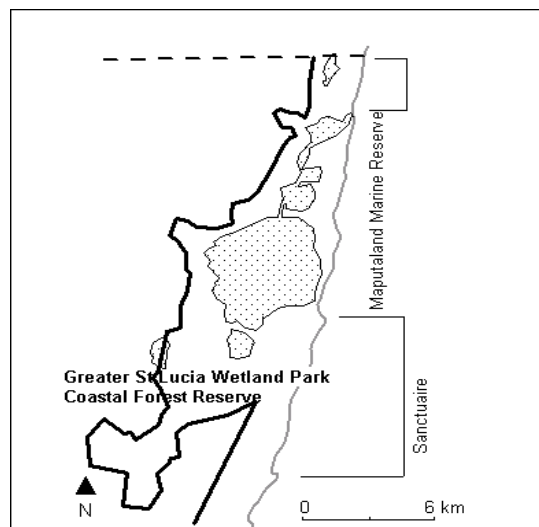 Maputaland Marine Reserve
Greater St Lucia Wetland Park
Coastal Forest Reserve
Sanctuaire
N
0 6 km